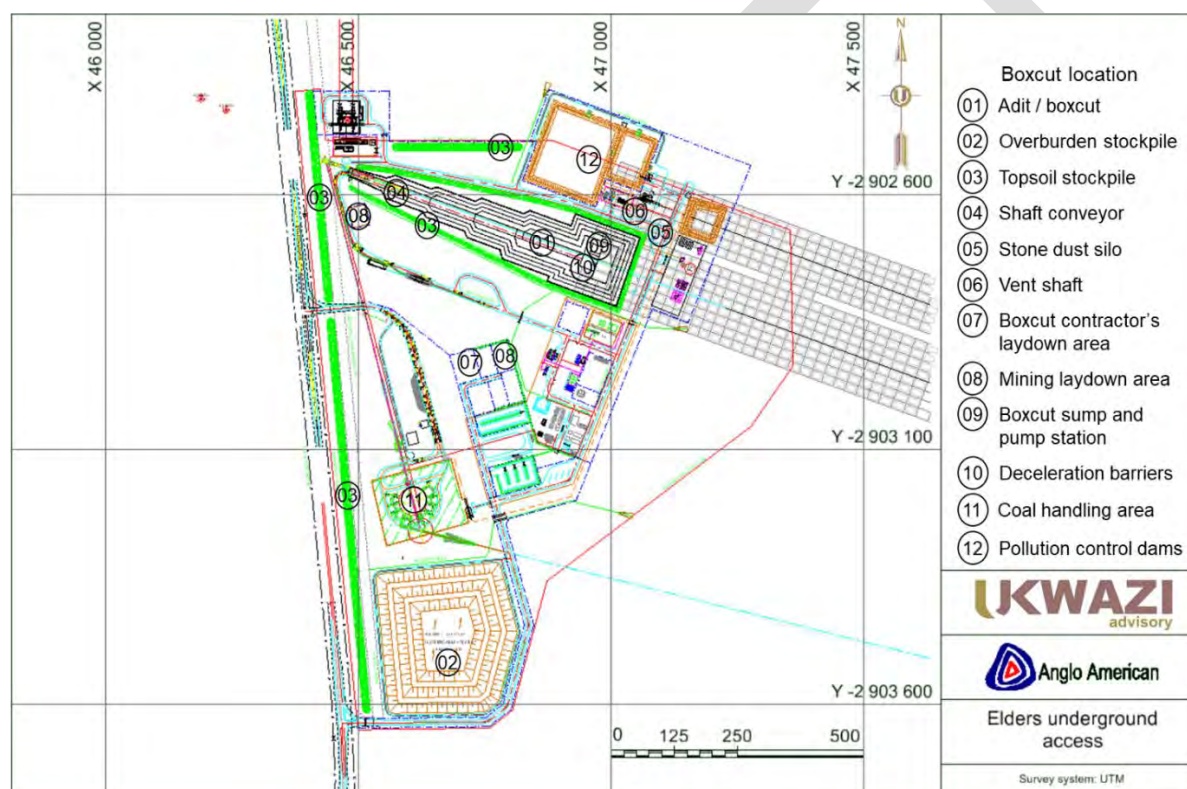 X 46 000
X 46 500
X 47 000
X 47 500
N
U
03
12
Y -2 902 600
04
03
08
03
06
05
01
09
10
07
08
Y -2 903 100
03
11
02
Y -2 903 600
0 125 250 500
Boxcut location
01 Adit / boxcut
02 Overburden stockpile
03 Topsoil stockpile
04 Shaft conveyor
05 Stone dust silo
06 Vent shaft
07 Boxcut contractor's
laydown area
08 Mining laydown area
09 Boxcut sump and
pump station
10 Deceleration barriers
11 Coal handling area
12 Pollution control dams
UKWAZI
advisory
Anglo American
Elders underground
access
Survey system: UTM